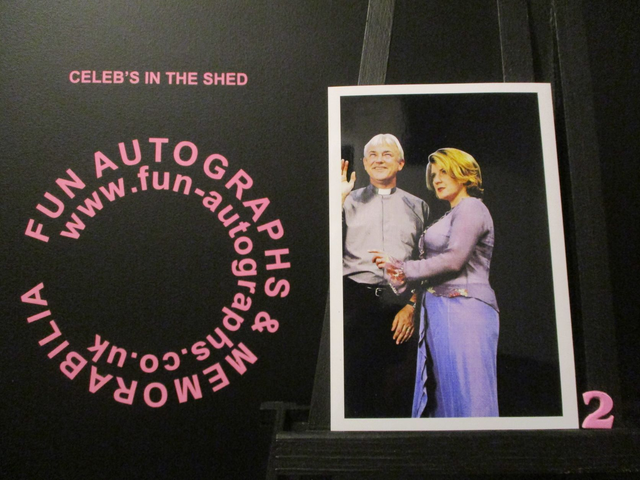 CELEB'S IN THE SHED
FUN AUTOGRAPHS & MEMORABILIA
www.fun-autographs.co.uk
2